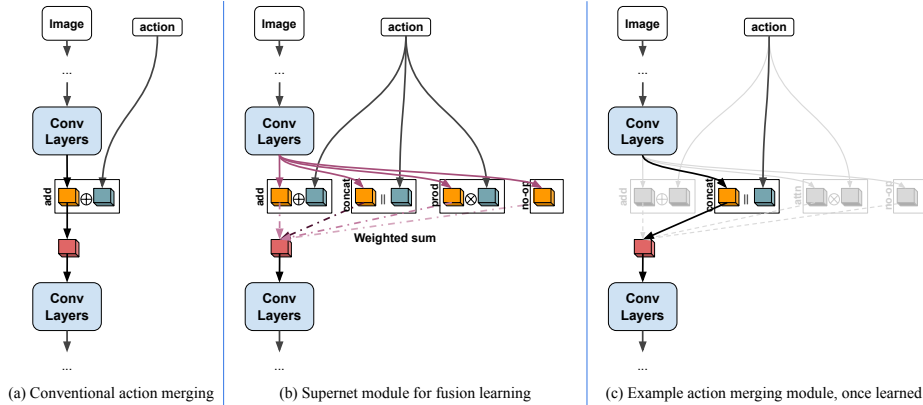 Image
action
...
Conv
Layers
add
⊕
...
Conv
Layers
(a) Conventional action merging
Image
action
...
Conv
Layers
add
⊕
concat
||
prod
⊗
no-op
Weighted sum
Conv
Layers
...
(b) Supernet module for fusion learning
Image
action
...
Conv
Layers
add
⊕
concat
||
attn
⊗
no-op
Conv
Layers
...
(c) Example action merging module, once learned